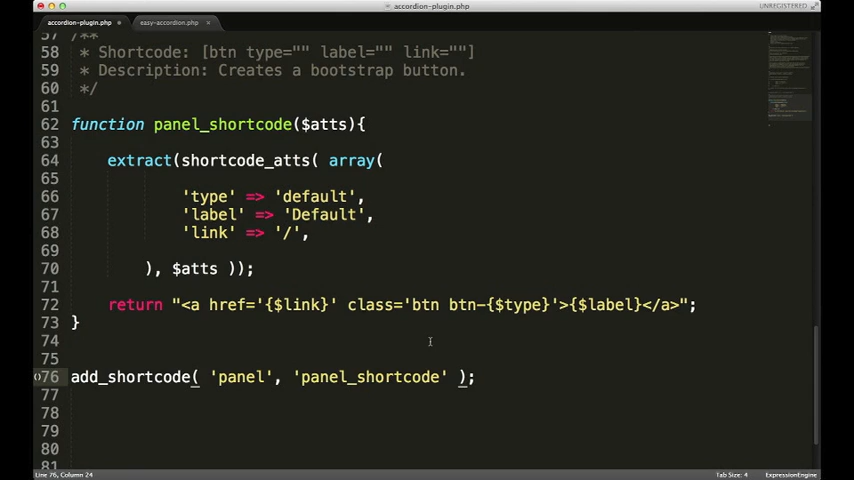 accordion-plugin.php
UNREGISTERED
accordion-plugin.php
easy-accordion.php
57 /**
58 * Shortcode: [btn type="" label="" link=""]
59 * Description: Creates a bootstrap button.
60 */
61
62 function panel_shortcode($atts){
63
64 extract(shortcode_atts( array(
65
66 'type' => 'default',
67 'label' => 'Default',
68 'link' => '/',
69
70 ), $atts ));
71
72 return "<a href='{$link}' class='btn btn-{$type}'>{$label}</a>";
73 }
74
75
76 add_shortcode( 'panel', 'panel_shortcode' );
77
78
79
80
81
Line 76, Column 24
Tab Size: 4
ExpressionEngine